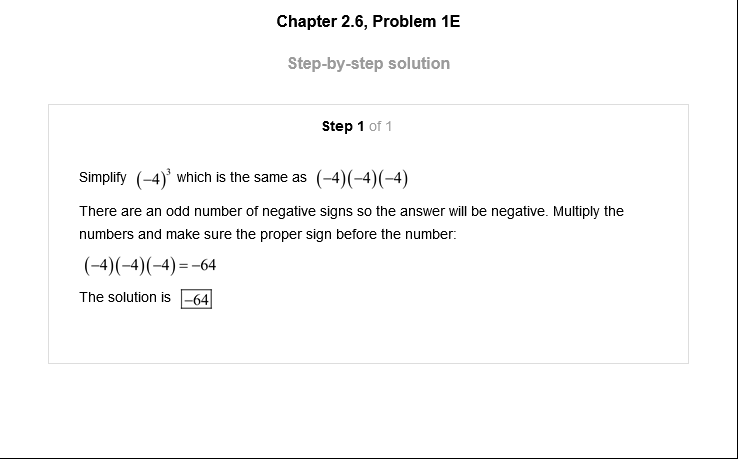 Chapter 2.6, Problem 1E
Step-by-step solution
Step 1 of 1
Simplify (−4)³ which is the same as (−4)(−4)(−4)
There are an odd number of negative signs so the answer will be negative. Multiply the
numbers and make sure the proper sign before the number:
(−4)(−4)(−4)=−64
The solution is −64